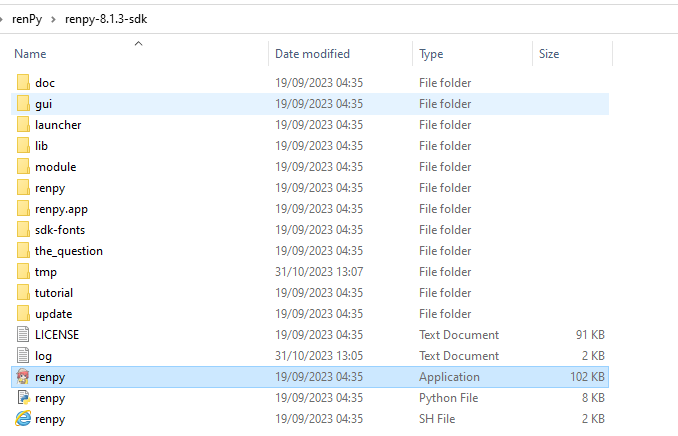 renPy renpy-8.1.3-sdk
Name Date modified Type Size
doc 19/09/2023 04:35 File folder
gui 19/09/2023 04:35 File folder
launcher 19/09/2023 04:35 File folder
lib 19/09/2023 04:35 File folder
module 19/09/2023 04:35 File folder
renpy 19/09/2023 04:35 File folder
renpy.app 19/09/2023 04:35 File folder
sdk-fonts 19/09/2023 04:35 File folder
the_question 19/09/2023 04:35 File folder
tmp 31/10/2023 13:07 File folder
tutorial 19/09/2023 04:35 File folder
update 19/09/2023 04:35 File folder
LICENSE 19/09/2023 04:35 Text Document 91 KB
log 31/10/2023 13:05 Text Document 2 KB
renpy 19/09/2023 04:35 Application 102 KB
renpy 19/09/2023 04:35 Python File 8 KB
renpy 19/09/2023 04:35 SH File 2 KB